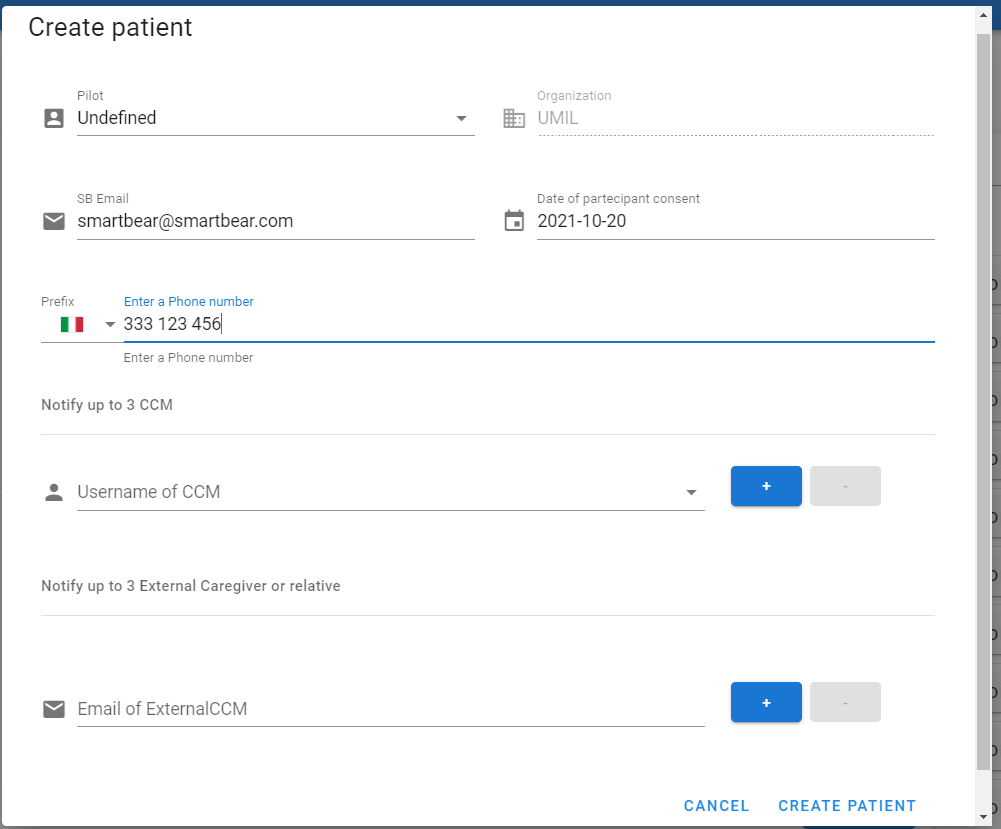 Create patient
Pilot
Undefined
Organization
UMIL
SB Email
smartbear@smartbear.com
Date of partecipant consent
2021-10-20
Prefix
Enter a Phone number
333 123 456
Enter a Phone number
Notify up to 3 CCM
Username of CCM
+
-
Notify up to 3 External Caregiver or relative
Email of ExternalCCM
+
-
CANCEL
CREATE PATIENT